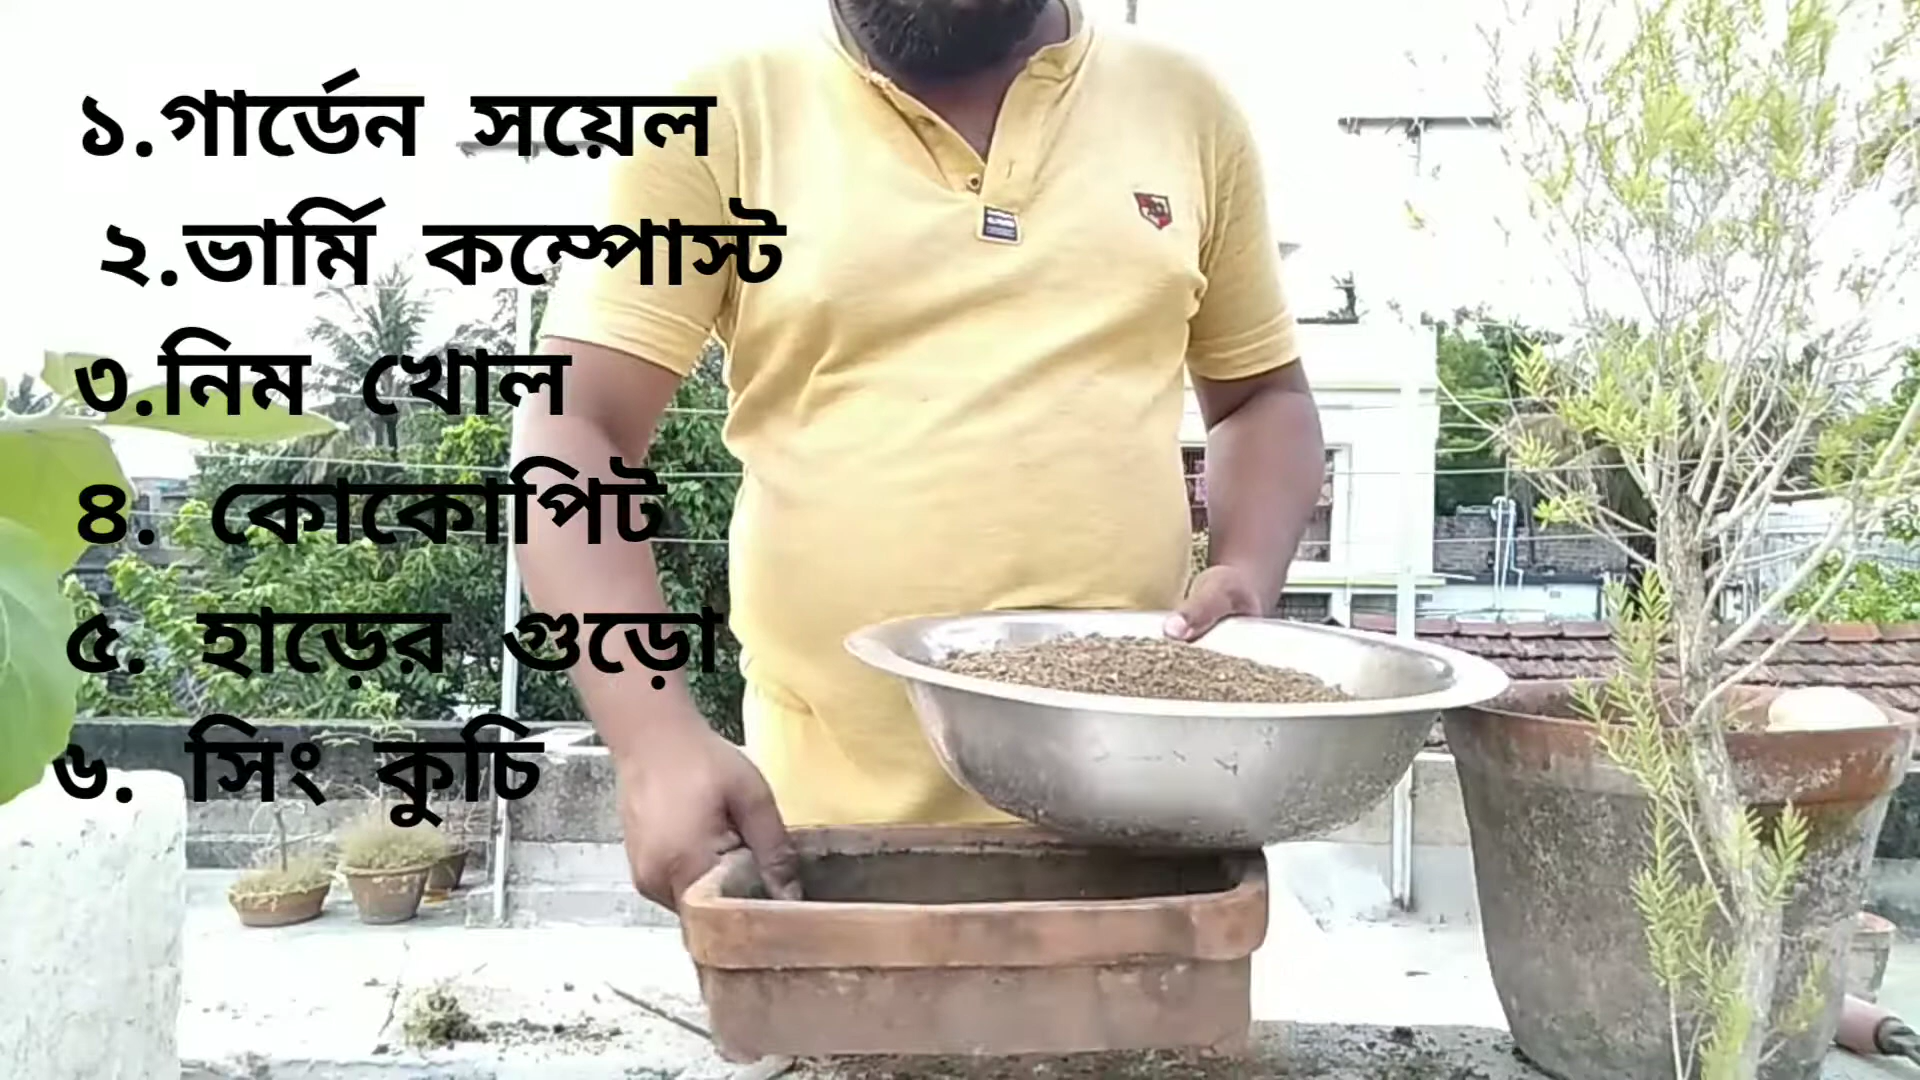 ১.গার্ডেন সয়েল
২.ভার্মি কম্পোস্ট
৩.নিম খোল
৪. কোকোপিট
৫. হাড়ের গুড়ো
৬. সিং কুচি